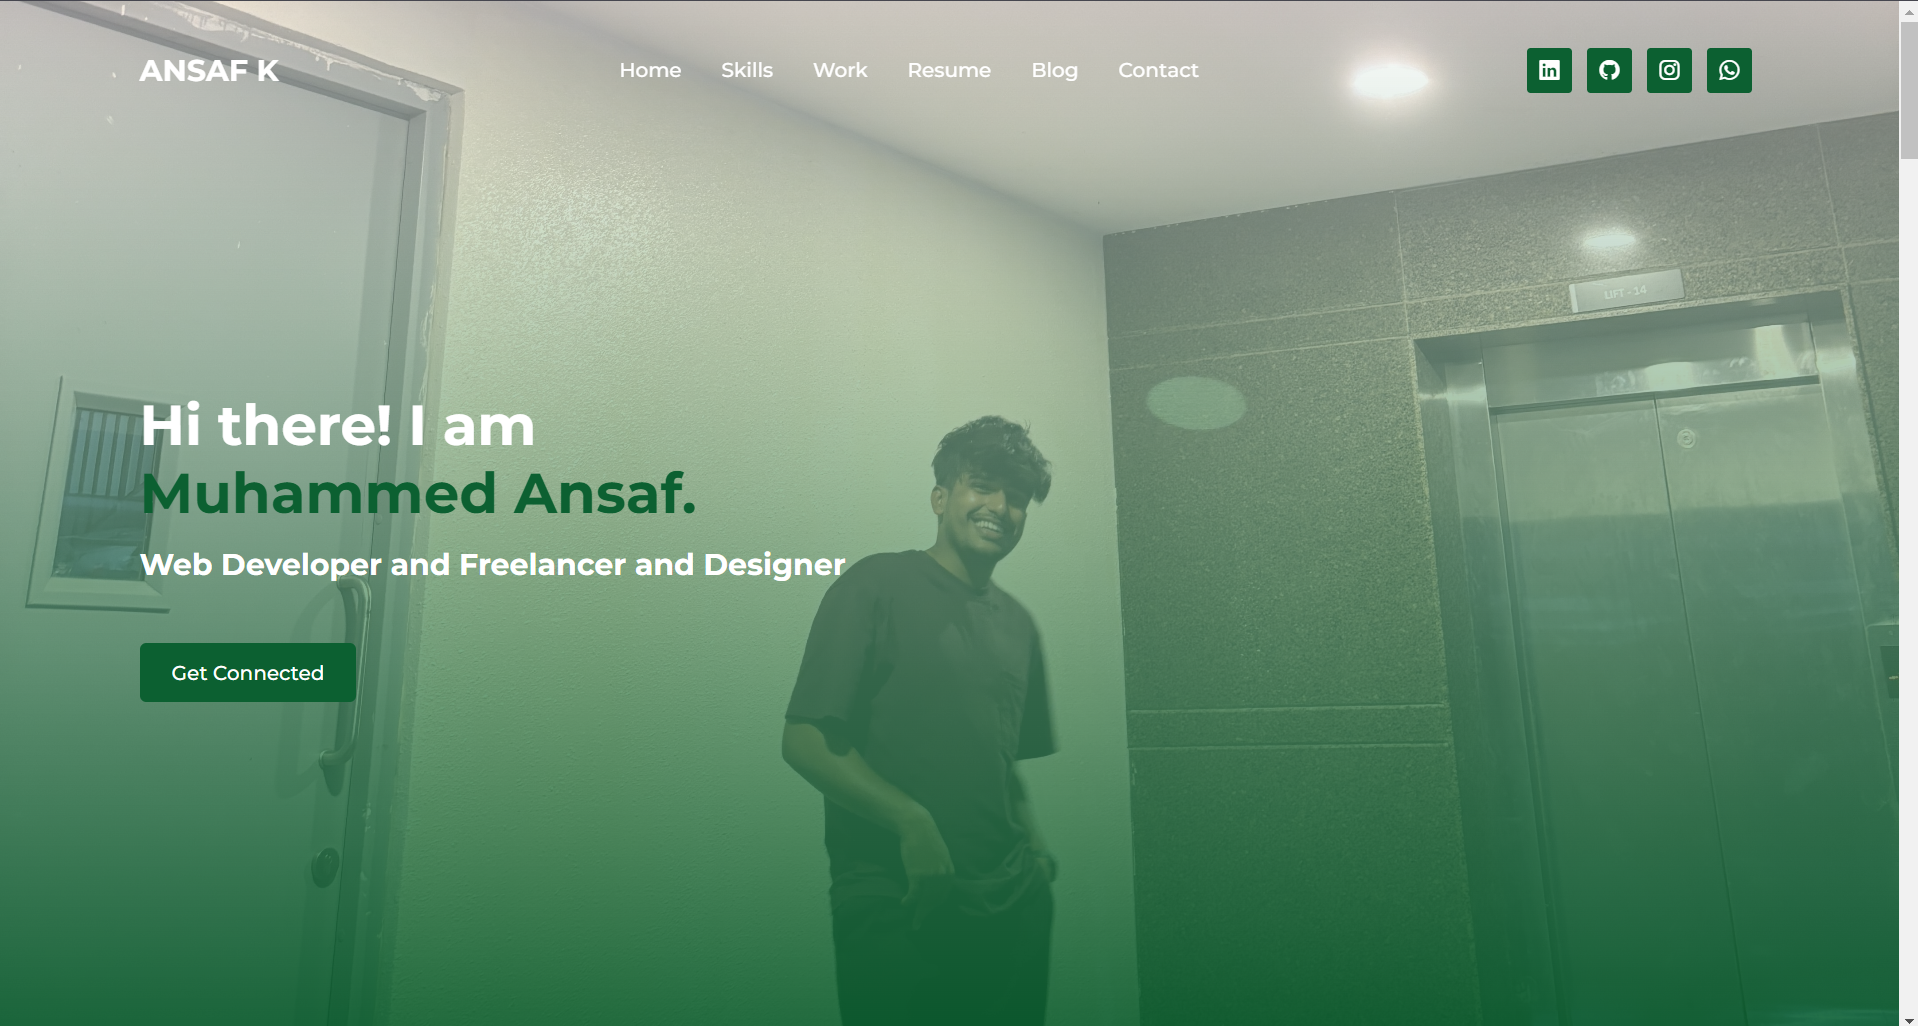 ANSAF K
Home Skills Work Resume Blog Contact
LIFT-14
Hi there! I am
Muhammed Ansaf.
Web Developer and Freelancer and Designer
Get Connected